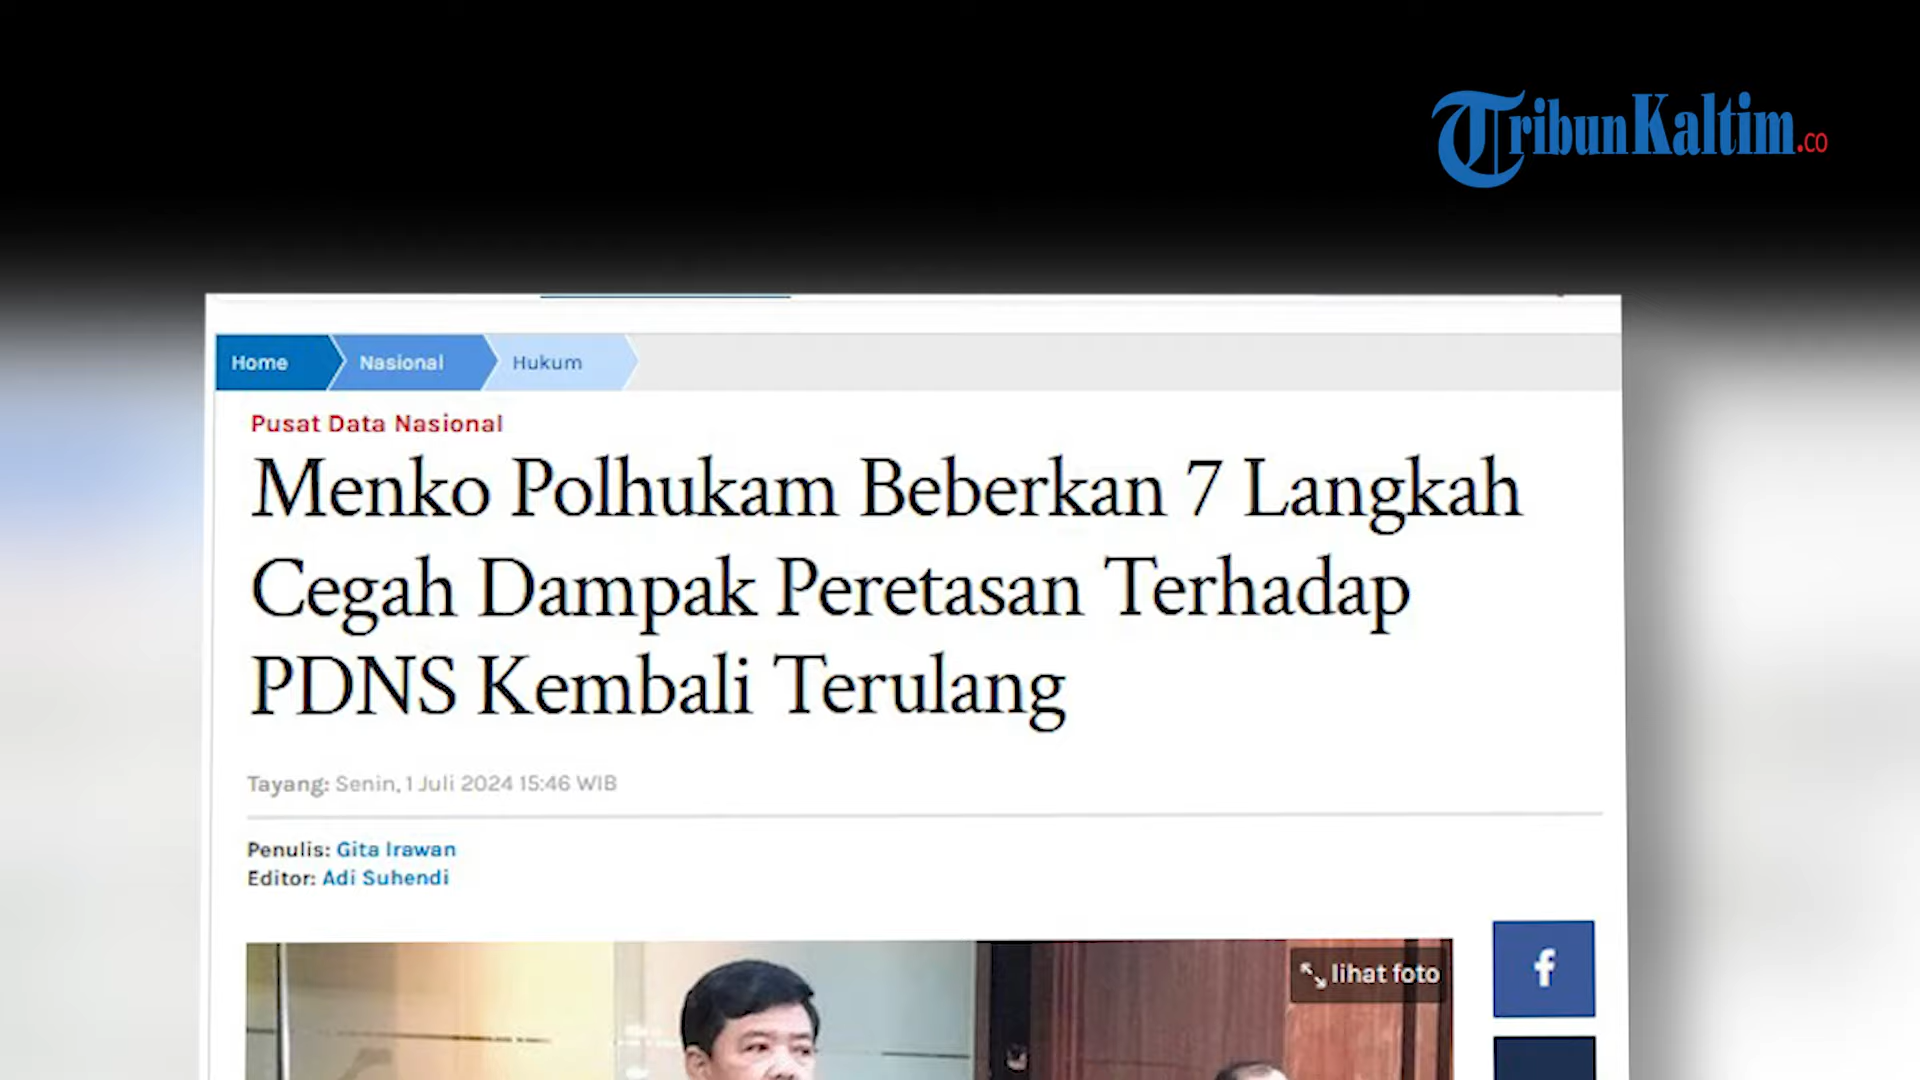 TribunKaltim.co
Home Nasional Hukum
Pusat Data Nasional
Menko Polhukam Beberkan 7 Langkah
Cegah Dampak Peretasan Terhadap
PDNS Kembali Terulang
Tayang: Senin, 1 Juli 2024 15:46 WIB
Penulis: Gita Irawan
Editor: Adi Suhendi
lihat foto
f